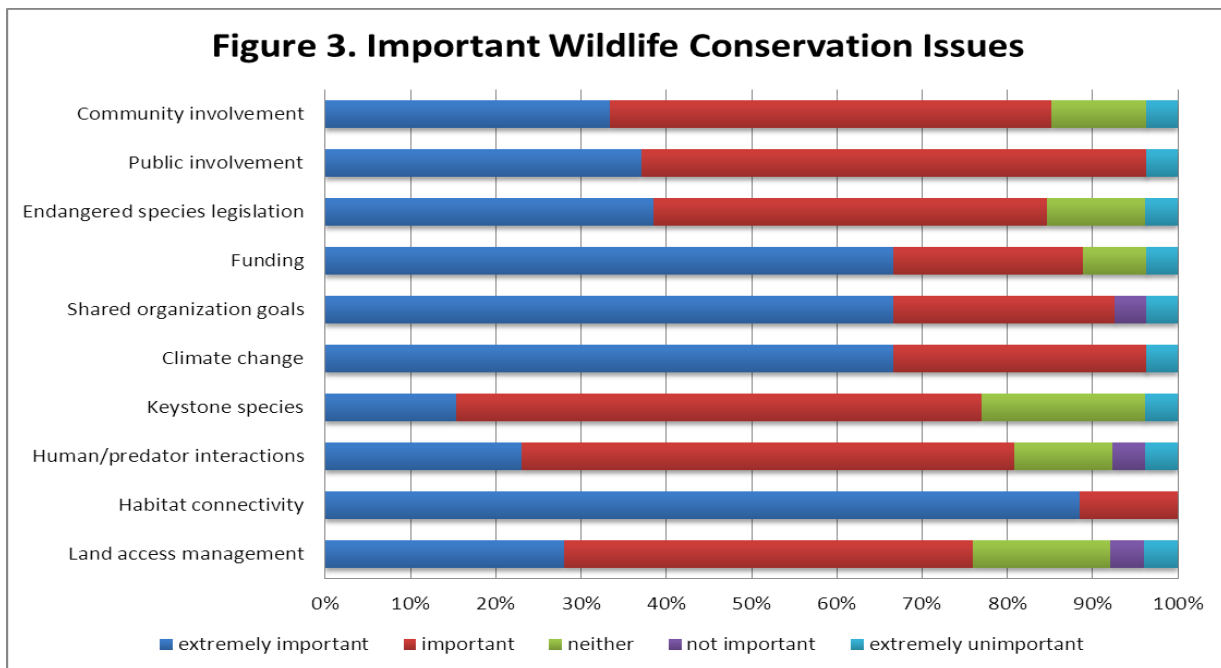 Figure 3. Important Wildlife Conservation Issues
Community involvement
Public involvement
Endangered species legislation
Funding
Shared organization goals
Climate change
Keystone species
Human/predator interactions
Habitat connectivity
Land access management
0% 10% 20% 30% 40% 50% 60% 70% 80% 90% 100%
extremely important important neither not important extremely unimportant